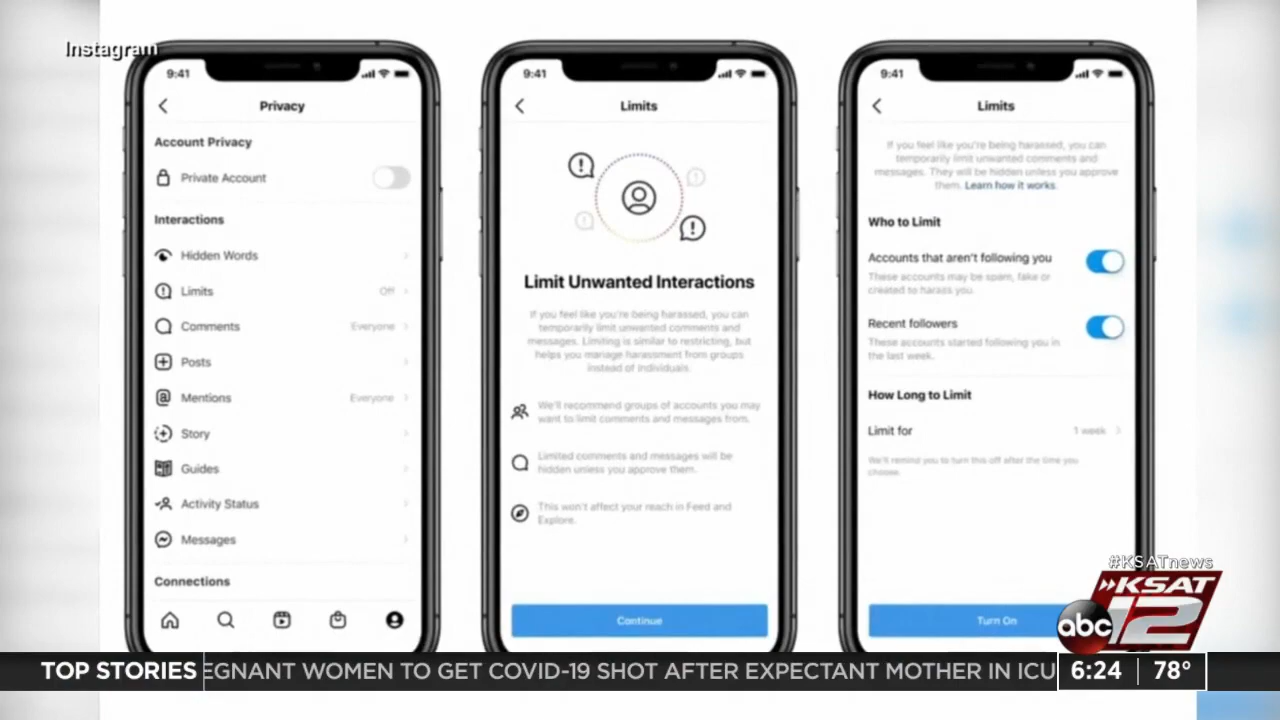 Instagram
9:41
Privacy
Account Privacy
Private Account
Interactions
Hidden Words
Limits Off
Comments Everyone
Posts
Mentions Everyone
Story
Guides
Activity Status
Messages
Connections
9:41
Limits
Limit Unwanted Interactions
If you feel like you're being harassed, you can
temporarily limit unwanted comments and
messages. Limiting is similar to restricting, but
helps you manage harassment from groups
instead of individuals.
We'll recommend groups of accounts you may
want to limit comments and messages from.
Limited comments and messages will be
hidden unless you approve them.
This won't affect your reach in Feed and
Explore.
Continue
9:41
Limits
If you feel like you're being harassed, you can
temporarily limit unwanted comments and
messages. They will be hidden unless you approve
them. Learn how it works.
Who to Limit
Accounts that aren't following you
These accounts may be spam, fake or
created to harass you.
Recent followers
These accounts started following you in
the last week.
How Long to Limit
Limit for 1 week
We'll remind you to turn this off after the time you
choose.
Turn On
#KSATnews
KSAT
abc 12
TOP STORIES EGNANT WOMEN TO GET COVID-19 SHOT AFTER EXPECTANT MOTHER IN ICU 6:24 78°